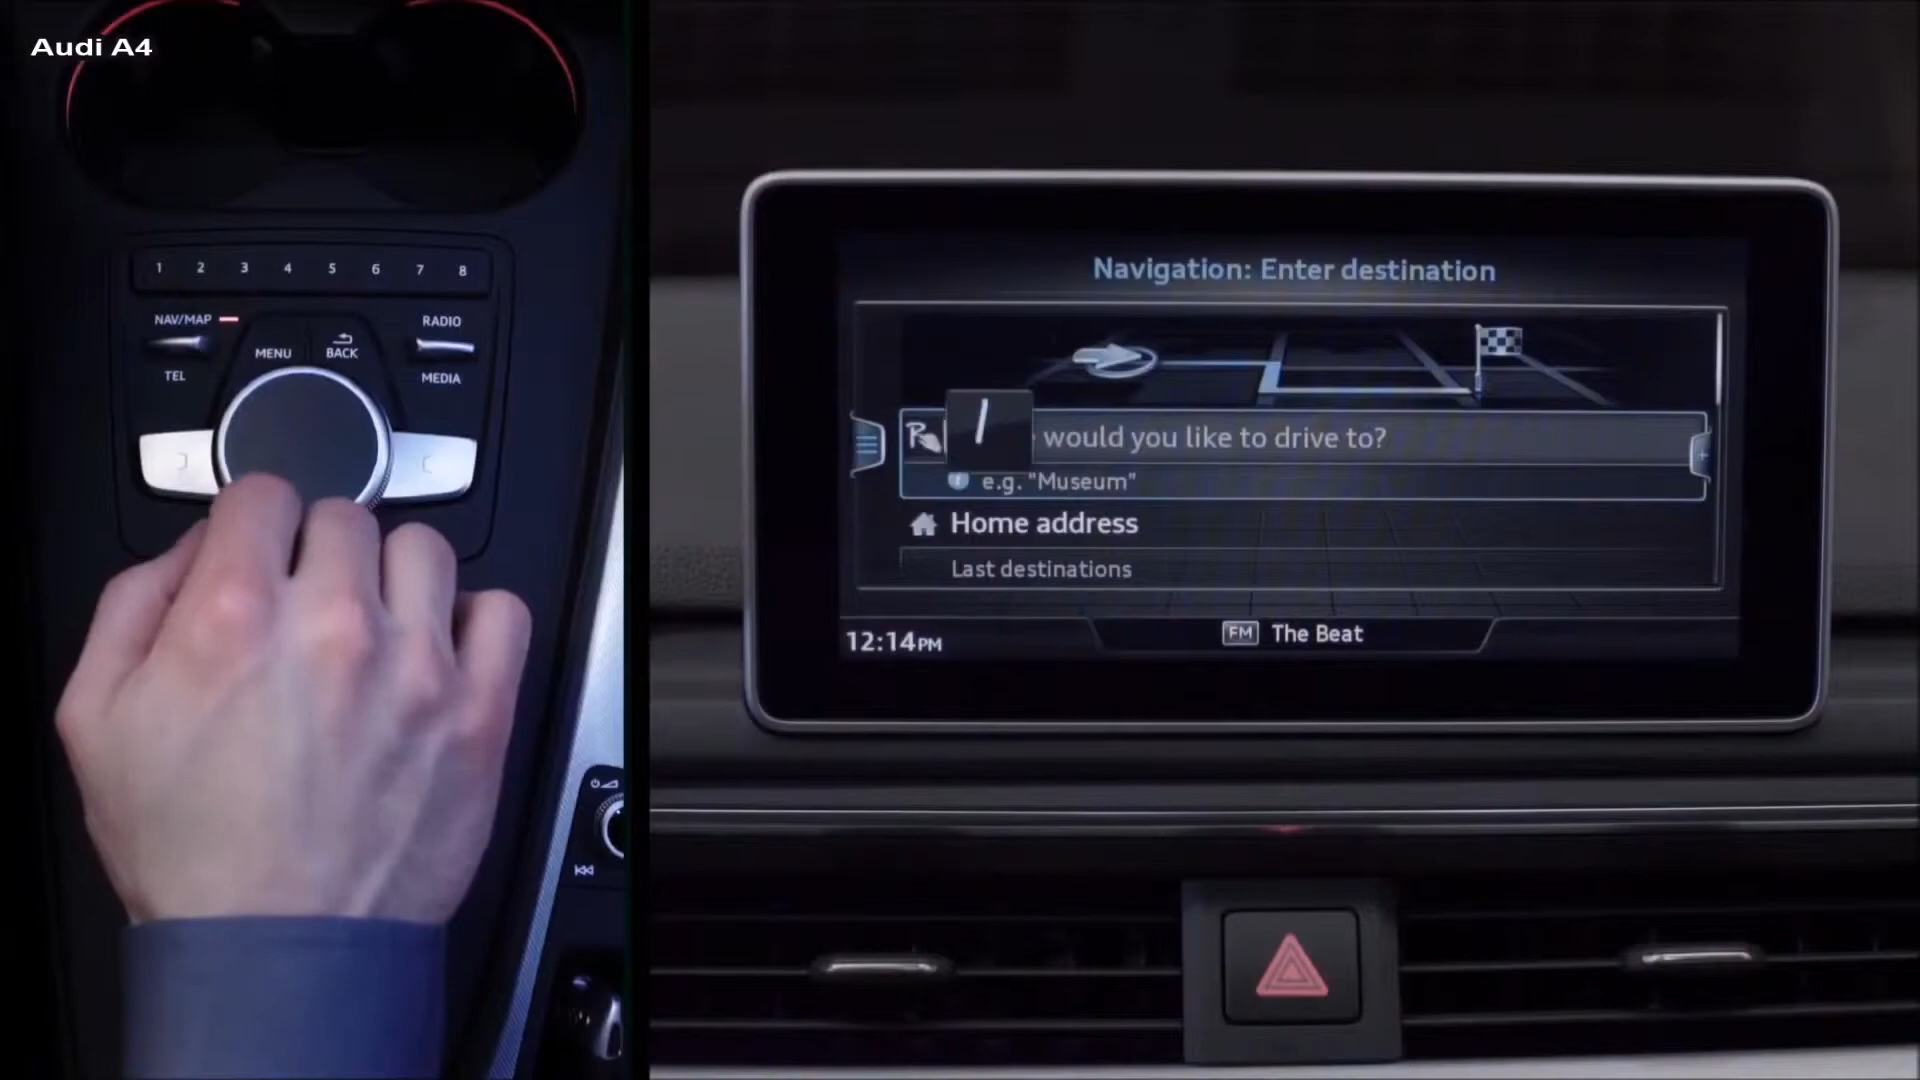 Audi A4
1 2 3 4 5 6 7 8
NAV/MAP
RADIO
MENU
BACK
TEL
MEDIA
Navigation: Enter destination
would you like to drive to?
e.g. "Museum"
Home address
Last destinations
12:14PM
FM The Beat